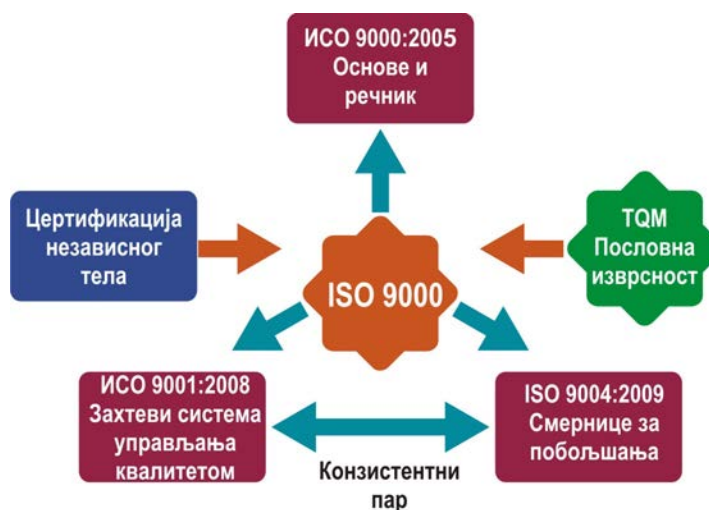 ИСО 9000:2005
Основе и
речник
Цертификација
независног
тела
TQM
Пословна
изврсност
ISO 9000
ИСО 9001:2008
Захтеви система
управљања
квалитетом
ISO 9004:2009
Смернице за
побољшања
Конзистентни
пар